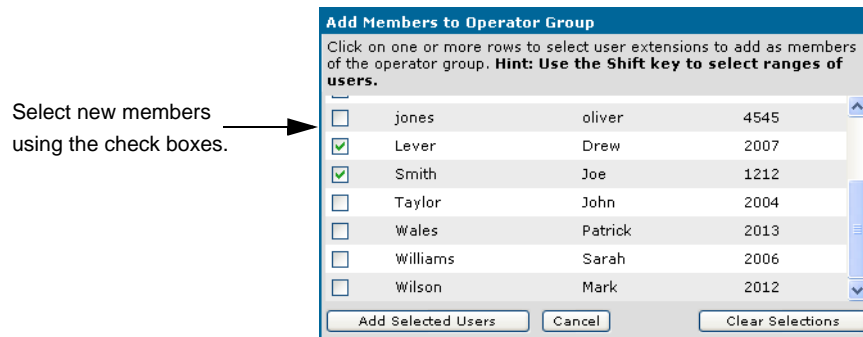 Add Members to Operator Group
Click on one or more rows to select user extensions to add as members
of the operator group. Hint: Use the Shift key to select ranges of
users.
Select new members
using the check boxes.
jones oliver 4545
Lever Drew 2007
Smith Joe 1212
Taylor John 2004
Wales Patrick 2013
Williams Sarah 2006
Wilson Mark 2012
Add Selected Users Cancel Clear Selections